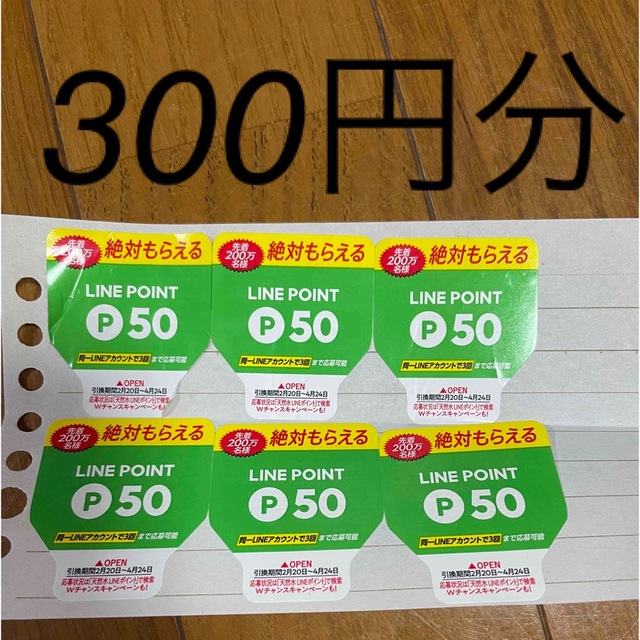 300円分
先着
200万
名様
絶対もらえる
LINE POINT
P 50
同一LINEアカウントで3回まで応募可能
▲OPEN
引換期間2月20日~4月24日
応募状況は「天然水LINEポイント」で検索
Wチャンスキャンペーンも!
先着
200万
名様
絶対もらえる
LINE POINT
P 50
同一LINEアカウントで3回まで応募可能
▲OPEN
引換期間2月20日~4月24日
応募状況は「天然水LINEポイント」で検索
Wチャンスキャンペーンも!
先着
200万
名様
絶対もらえる
LINE POINT
P 50
同一LINEアカウントで3回まで応募可能
▲OPEN
引換期間2月20日~4月24日
応募状況は「天然水LINEポイント」で検索
Wチャンスキャンペーンも!
先着
200万
名様
絶対もらえる
LINE POINT
P 50
同一LINEアカウントで3回まで応募可能
▲OPEN
引換期間2月20日~4月24日
応募状況は「天然水LINEポイント」で検索
Wチャンスキャンペーンも!
先着
200万
名様
絶対もらえる
LINE POINT
P 50
同一LINEアカウントで3回まで応募可能
▲OPEN
引換期間2月20日~4月24日
応募状況は「天然水LINEポイント」で検索
Wチャンスキャンペーンも!
先着
200万
名様
絶対もらえる
LINE POINT
P 50
同一LINEアカウントで3回まで応募可能
▲OPEN
引換期間2月20日~4月24日
応募状況は「天然水LINEポイント」で検索
Wチャンスキャンペーンも!